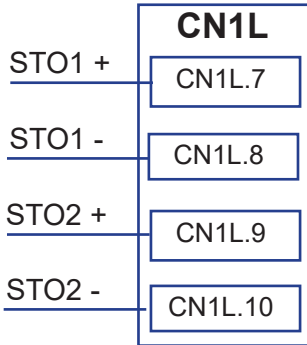 CN1L
STO1 +
CN1L.7
STO1 -
CN1L.8
STO2 +
CN1L.9
STO2 -
CN1L.10